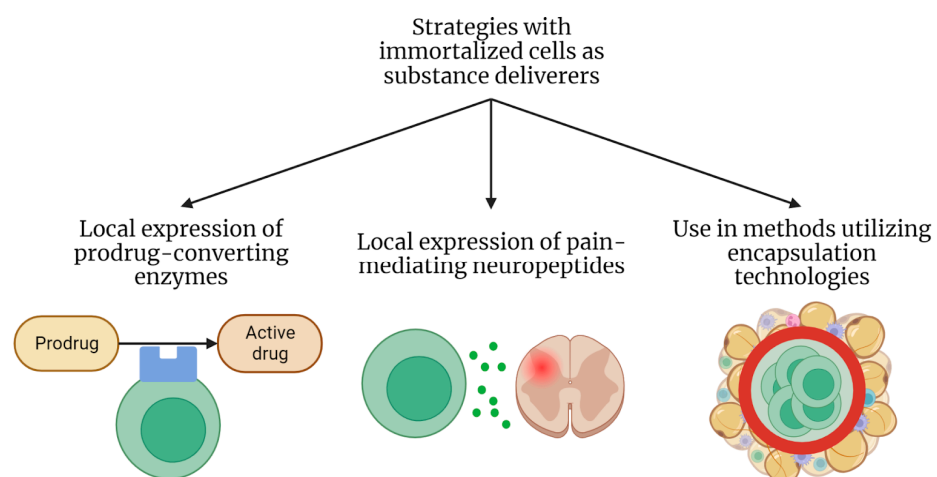 Strategies with
immortalized cells as
substance deliverers
Local expression of
prodrug-converting
enzymes
Local expression of pain-
mediating neuropeptides
Use in methods utilizing
encapsulation
technologies
Prodrug
Active
drug